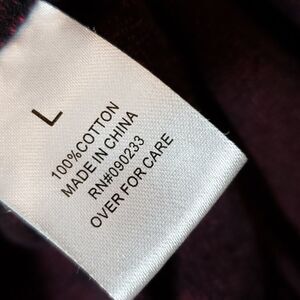 L
100%COTTON
MADE IN CHINA
RN#090233
OVER FOR CARE